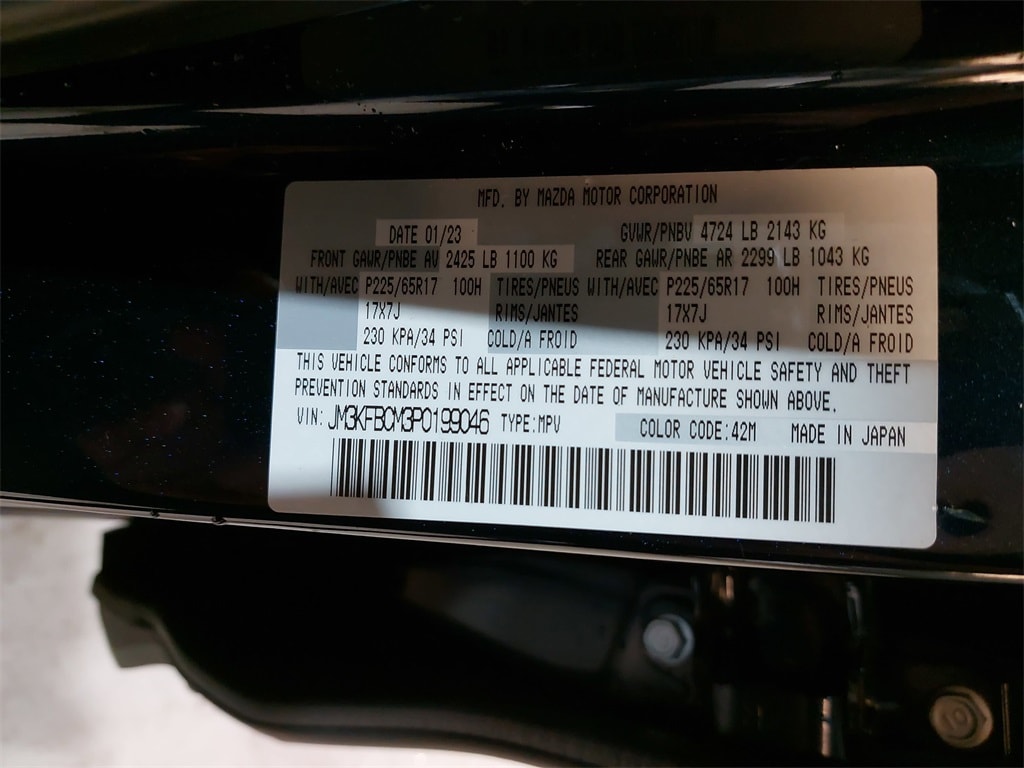 MFD. BY MAZDA MOTOR CORPORATION
DATE 01/23 GVWR/PNBV 4724 LB 2143 KG
FRONT GAWR/PNBE AV 2425 LB 1100 KG REAR GAWR/PNBE AR 2299 LB 1043 KG
WITH/AVEC P225/65R17 100H TIRES/PNEUS WITH/AVEC P225/65R17 100H TIRES/PNEUS
17X7J RIMS/JANTES 17X7J RIMS/JANTES
230 KPA/34 PSI COLD/A FROID 230 KPA/34 PSI COLD/A FROID
THIS VEHICLE CONFORMS TO ALL APPLICABLE FEDERAL MOTOR VEHICLE SAFETY AND THEFT
PREVENTION STANDARDS IN EFFECT ON THE DATE OF MANUFACTURE SHOWN ABOVE.
VIN: JM3KFBCM3P0199046 TYPE:MPV COLOR CODE:42M MADE IN JAPAN
10